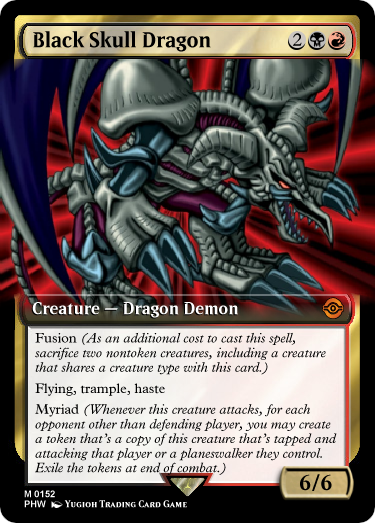 Black Skull Dragon 2
Creature — Dragon Demon
Fusion (As an additional cost to cast this spell,
sacrifice two nontoken creatures, including a creature
that shares a creature type with this card.)
Flying, trample, haste
Myriad (Whenever this creature attacks, for each
opponent other than defending player, you may create
a token that's a copy of this creature that's tapped and
attacking that player or a planeswalker they control.
Exile the tokens at end of combat.)
6/6
M 0152
PHW Yugioh Trading Card Game